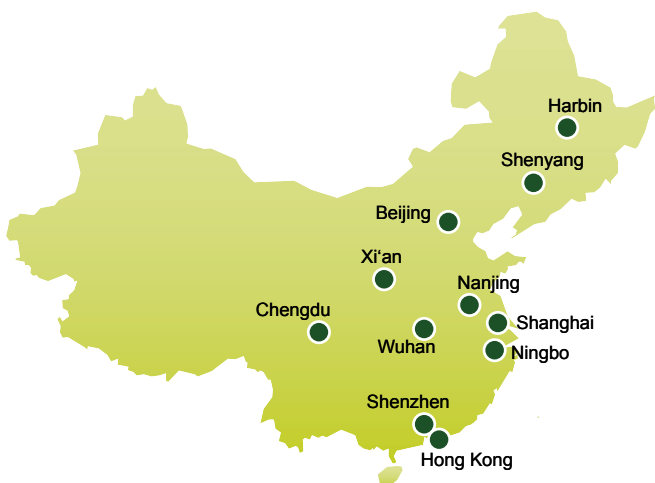 Harbin
Shenyang
Beijing
Xi‘an
Nanjing
Chengdu
Shanghai
Wuhan
Ningbo
Shenzhen
Hong Kong